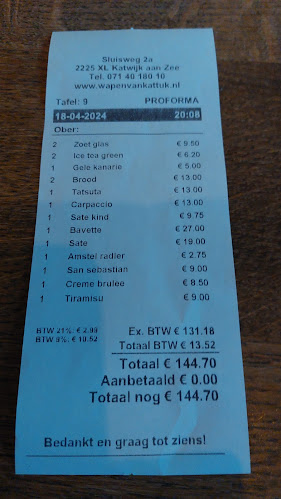 Sluisweg 2a
2225 XL Katwijk aan Zee
Tel. 071 40 180 10
www.wapenvankattuk.nl
Tafel: 9 PROFORMA
18-04-2024 20:08
Ober:
2 Zoet glas € 9.50
2 Ice tea green € 6.20
1 Gele kanarie € 5.00
2 Brood € 13.00
1 Tatsuta € 13.00
1 Carpaccio € 13.00
1 Sate kind € 9.75
1 Bavette € 27.00
1 Sate € 19.00
1 Amstel radler € 2.75
1 San sebastian € 9.00
1 Creme brulee € 8.50
1 Tiramisu € 9.00
BTW 21%: € 2.99 Ex. BTW € 131.18
BTW 9%: € 10.52 Totaal BTW € 13.52
Totaal € 144.70
Aanbetaald € 0.00
Totaal nog € 144.70
Bedankt en graag tot ziens!